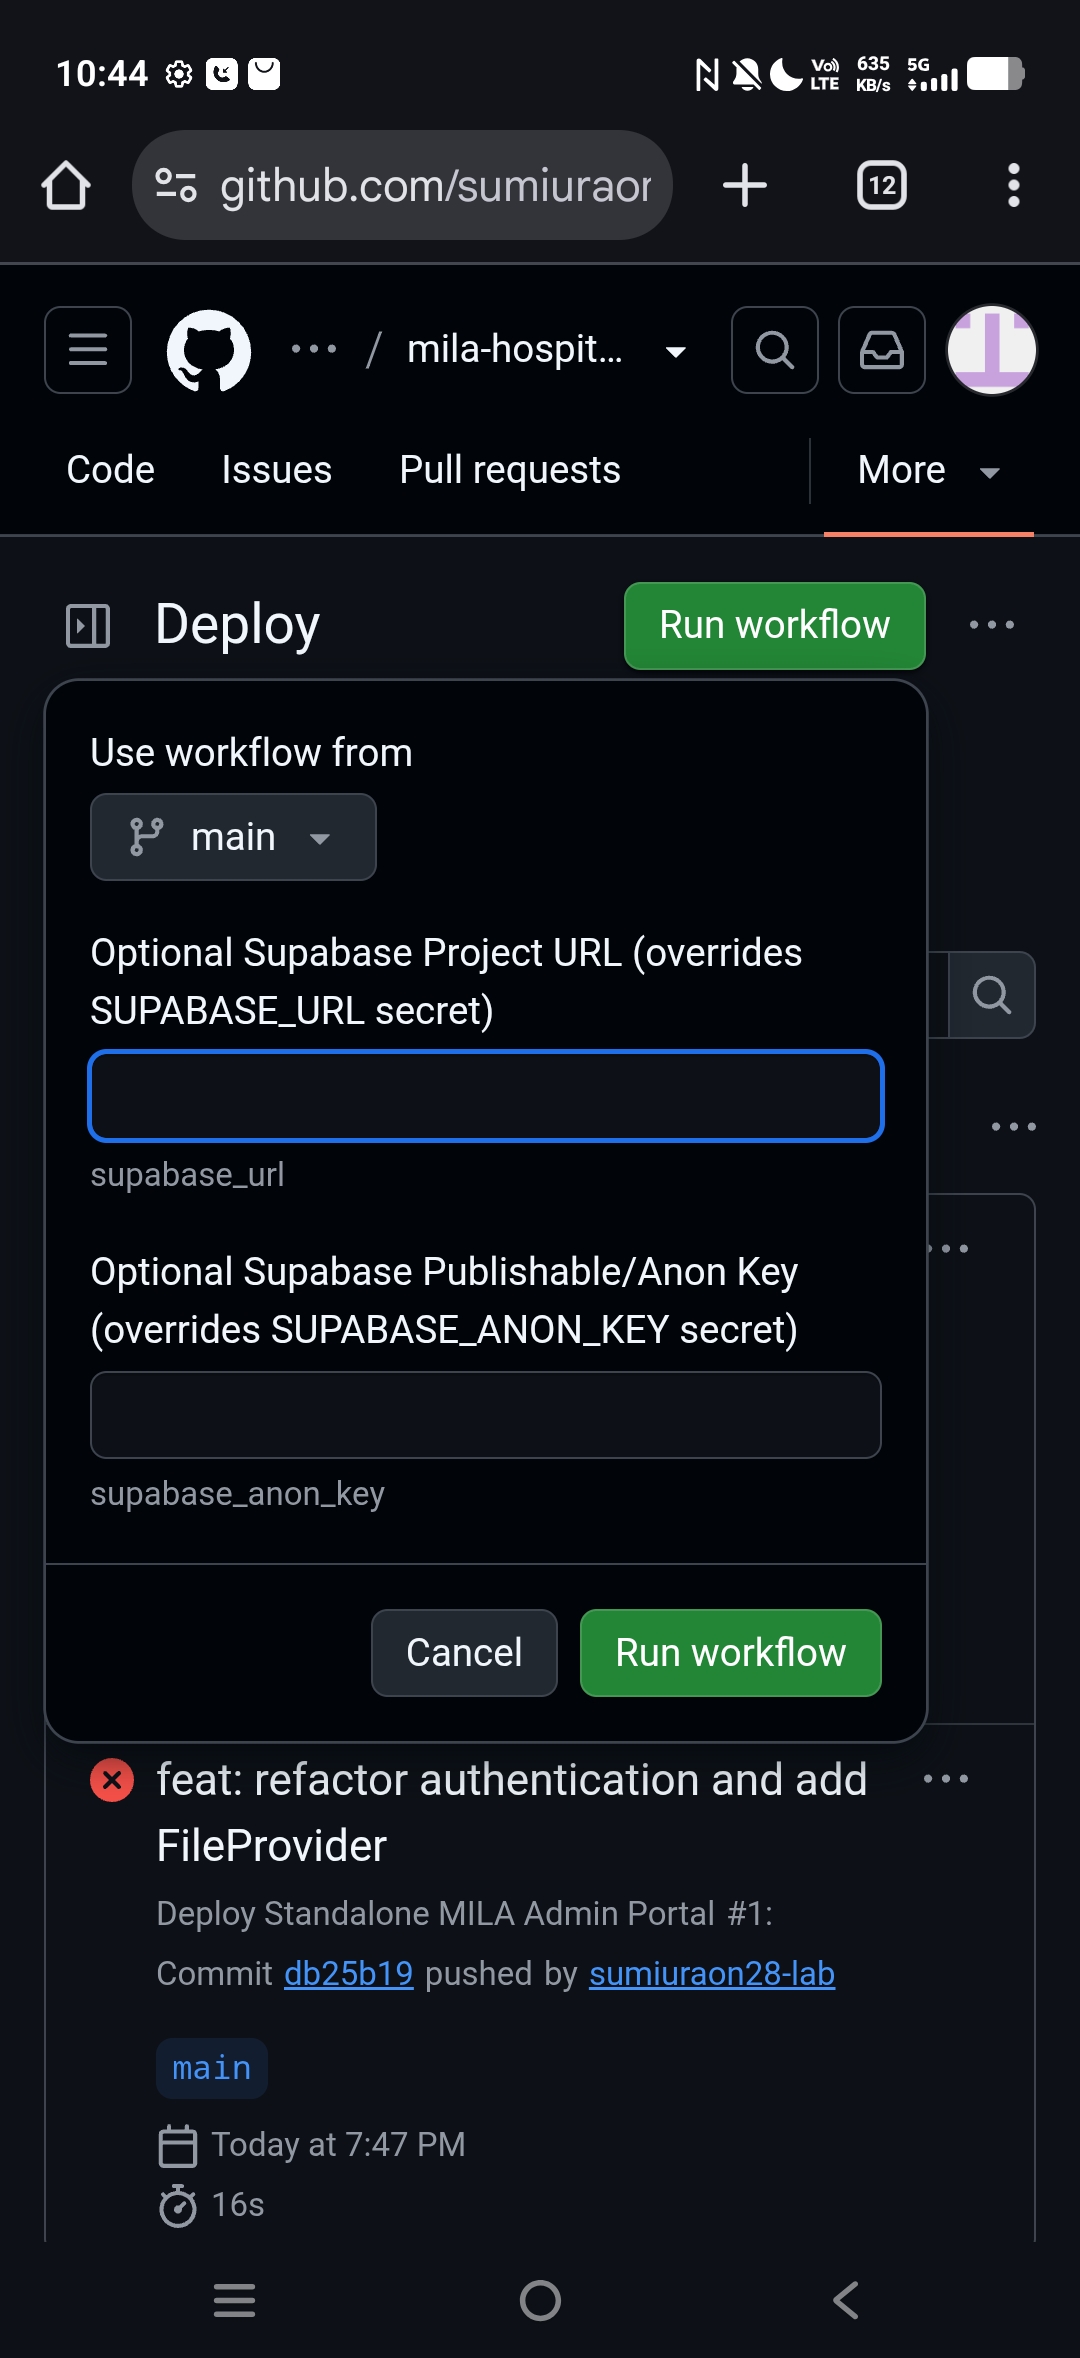 10:44
Vo)) LTE
635 KB/s
5G
github.com/sumiuraor
12
/ mila-hospit...
Code Issues Pull requests More
Deploy
Run workflow
Use workflow from
main
Optional Supabase Project URL (overrides
SUPABASE_URL secret)
supabase_url
Optional Supabase Publishable/Anon Key
(overrides SUPABASE_ANON_KEY secret)
supabase_anon_key
Cancel
Run workflow
feat: refactor authentication and add
FileProvider
Deploy Standalone MILA Admin Portal #1:
Commit db25b19 pushed by sumiuraon28-lab
main
Today at 7:47 PM
16s